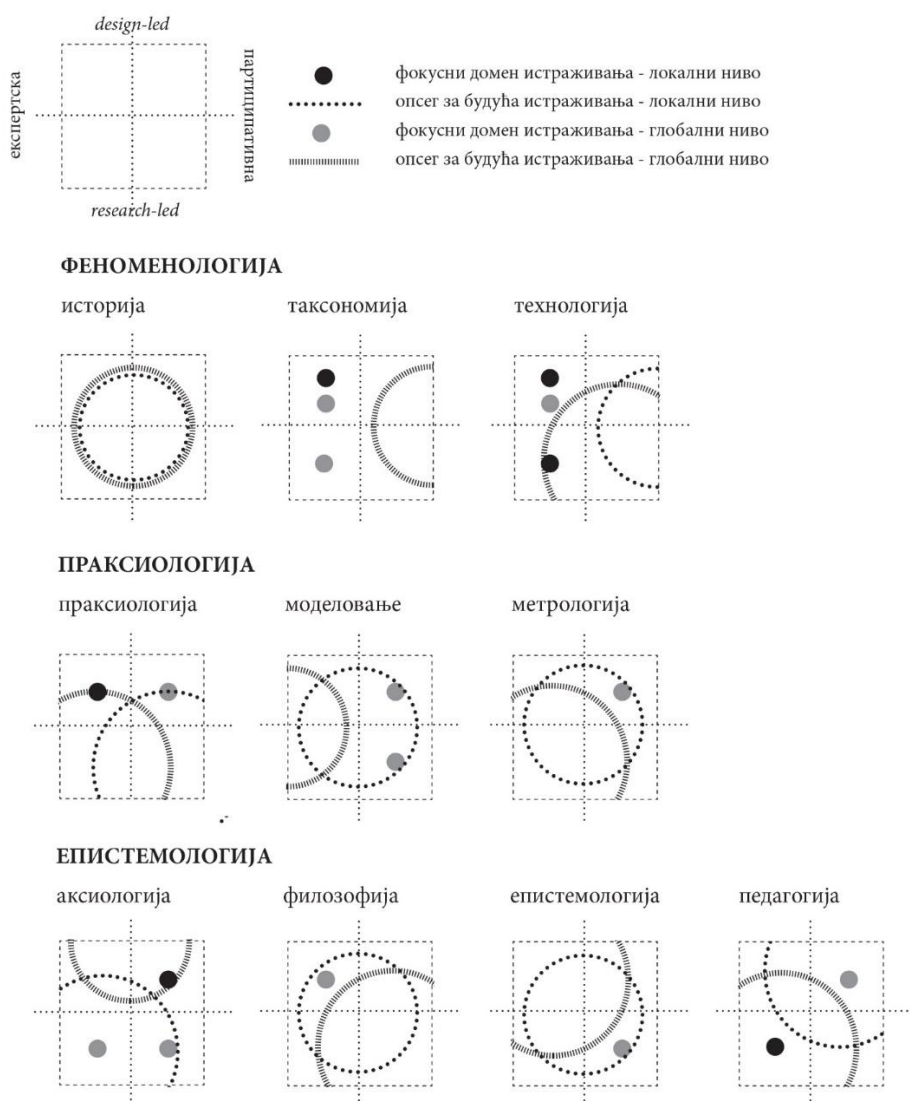 design-led
експертска
партиципативна
research-led
фокусни домен истраживања - локални ниво
опсег за будућа истраживања - локални ниво
фокусни домен истраживања - глобални ниво
опсег за будућа истраживања - глобални ниво
ФЕНОМЕНОЛОГИЈА
историја
таксономија
технологија
ПРАКСИОЛОГИЈА
праксиологија
моделовање
метрологија
ЕПИСТЕМОЛОГИЈА
аксиологија
филозофија
епистемологија
педагогија